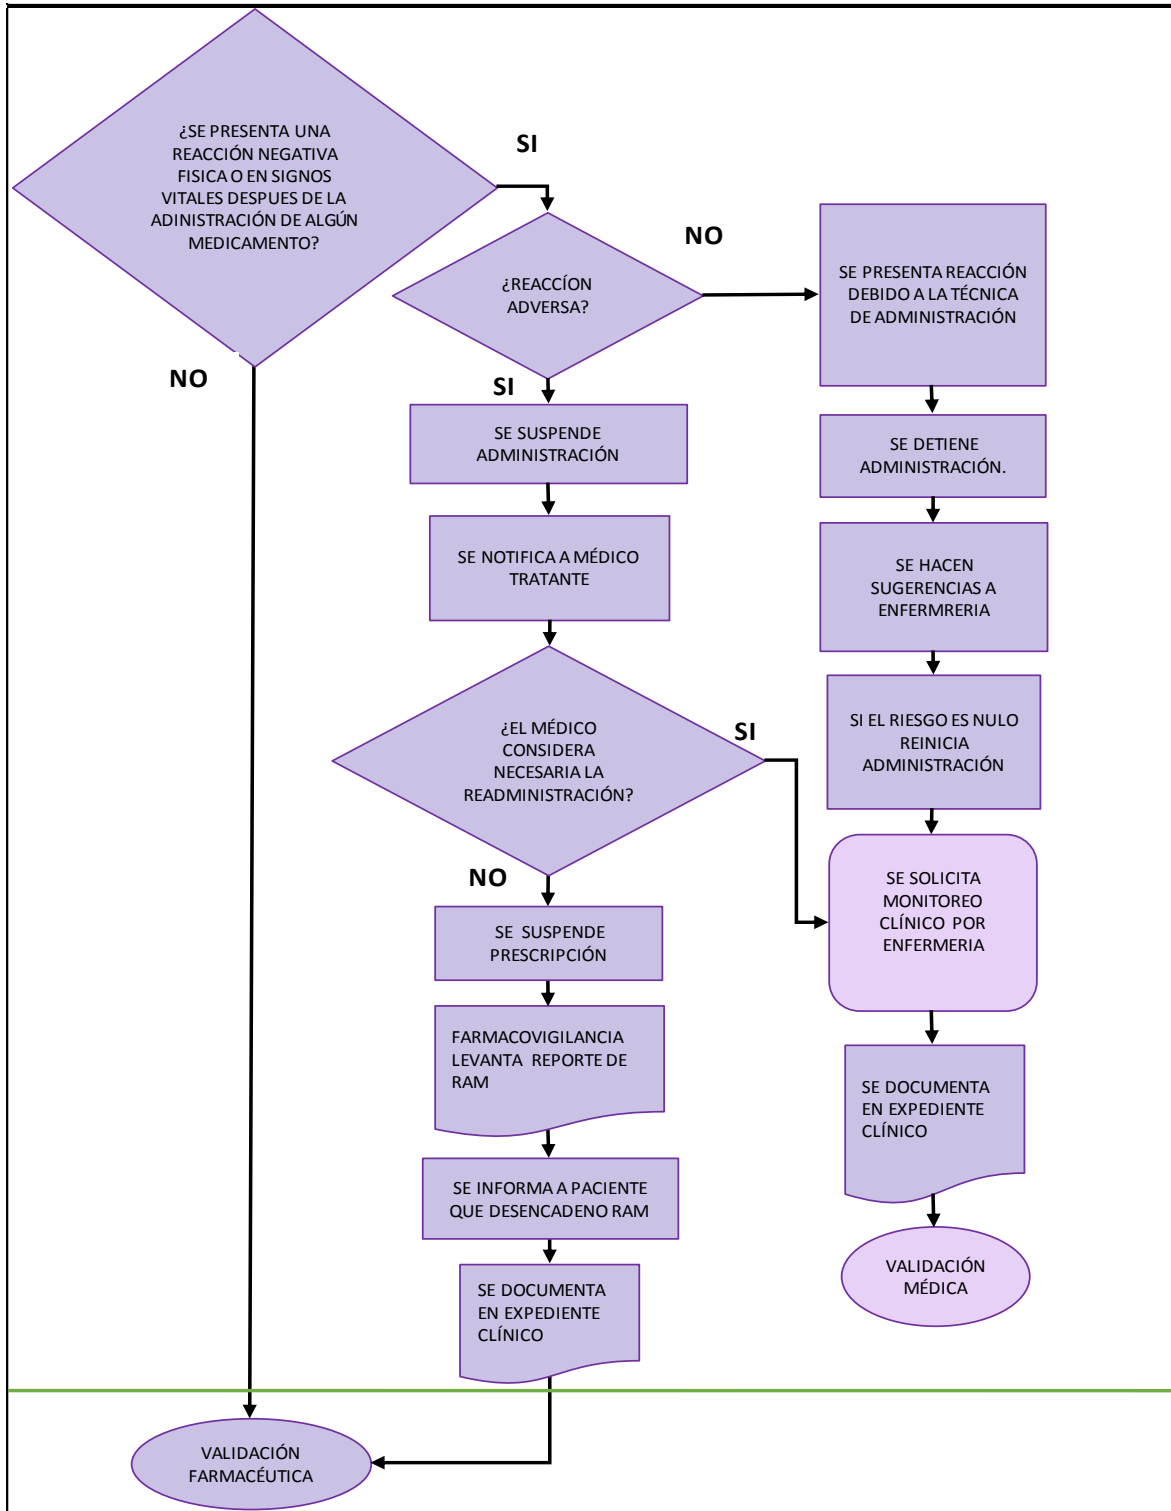 ¿SE PRESENTA UNA
REACCIÓN NEGATIVA
FISICA O EN SIGNOS
VITALES DESPUES DE LA
ADINISTRACIÓN DE ALGÚN
MEDICAMENTO?
SI
NO
¿REACCÍON
ADVERSA?
NO
SI
SE PRESENTA REACCIÓN
DEBIDO A LA TÉCNICA
DE ADMINISTRACIÓN
SE SUSPENDE
ADMINISTRACIÓN
SE DETIENE
ADMINISTRACIÓN.
SE NOTIFICA A MÉDICO
TRATANTE
SE HACEN
SUGERENCIAS A
ENFERMRERIA
¿EL MÉDICO
CONSIDERA
NECESARIA LA
READMINISTRACIÓN?
SI
NO
SI EL RIESGO ES NULO
REINICIA
ADMINISTRACIÓN
SE SOLICITA
MONITOREO
CLÍNICO POR
ENFERMERIA
SE SUSPENDE
PRESCRIPCIÓN
FARMACOVIGILANCIA
LEVANTA REPORTE DE
RAM
SE DOCUMENTA
EN EXPEDIENTE
CLÍNICO
SE INFORMA A PACIENTE
QUE DESENCADENO RAM
VALIDACIÓN
MÉDICA
SE DOCUMENTA
EN EXPEDIENTE
CLÍNICO
VALIDACIÓN
FARMACÉUTICA